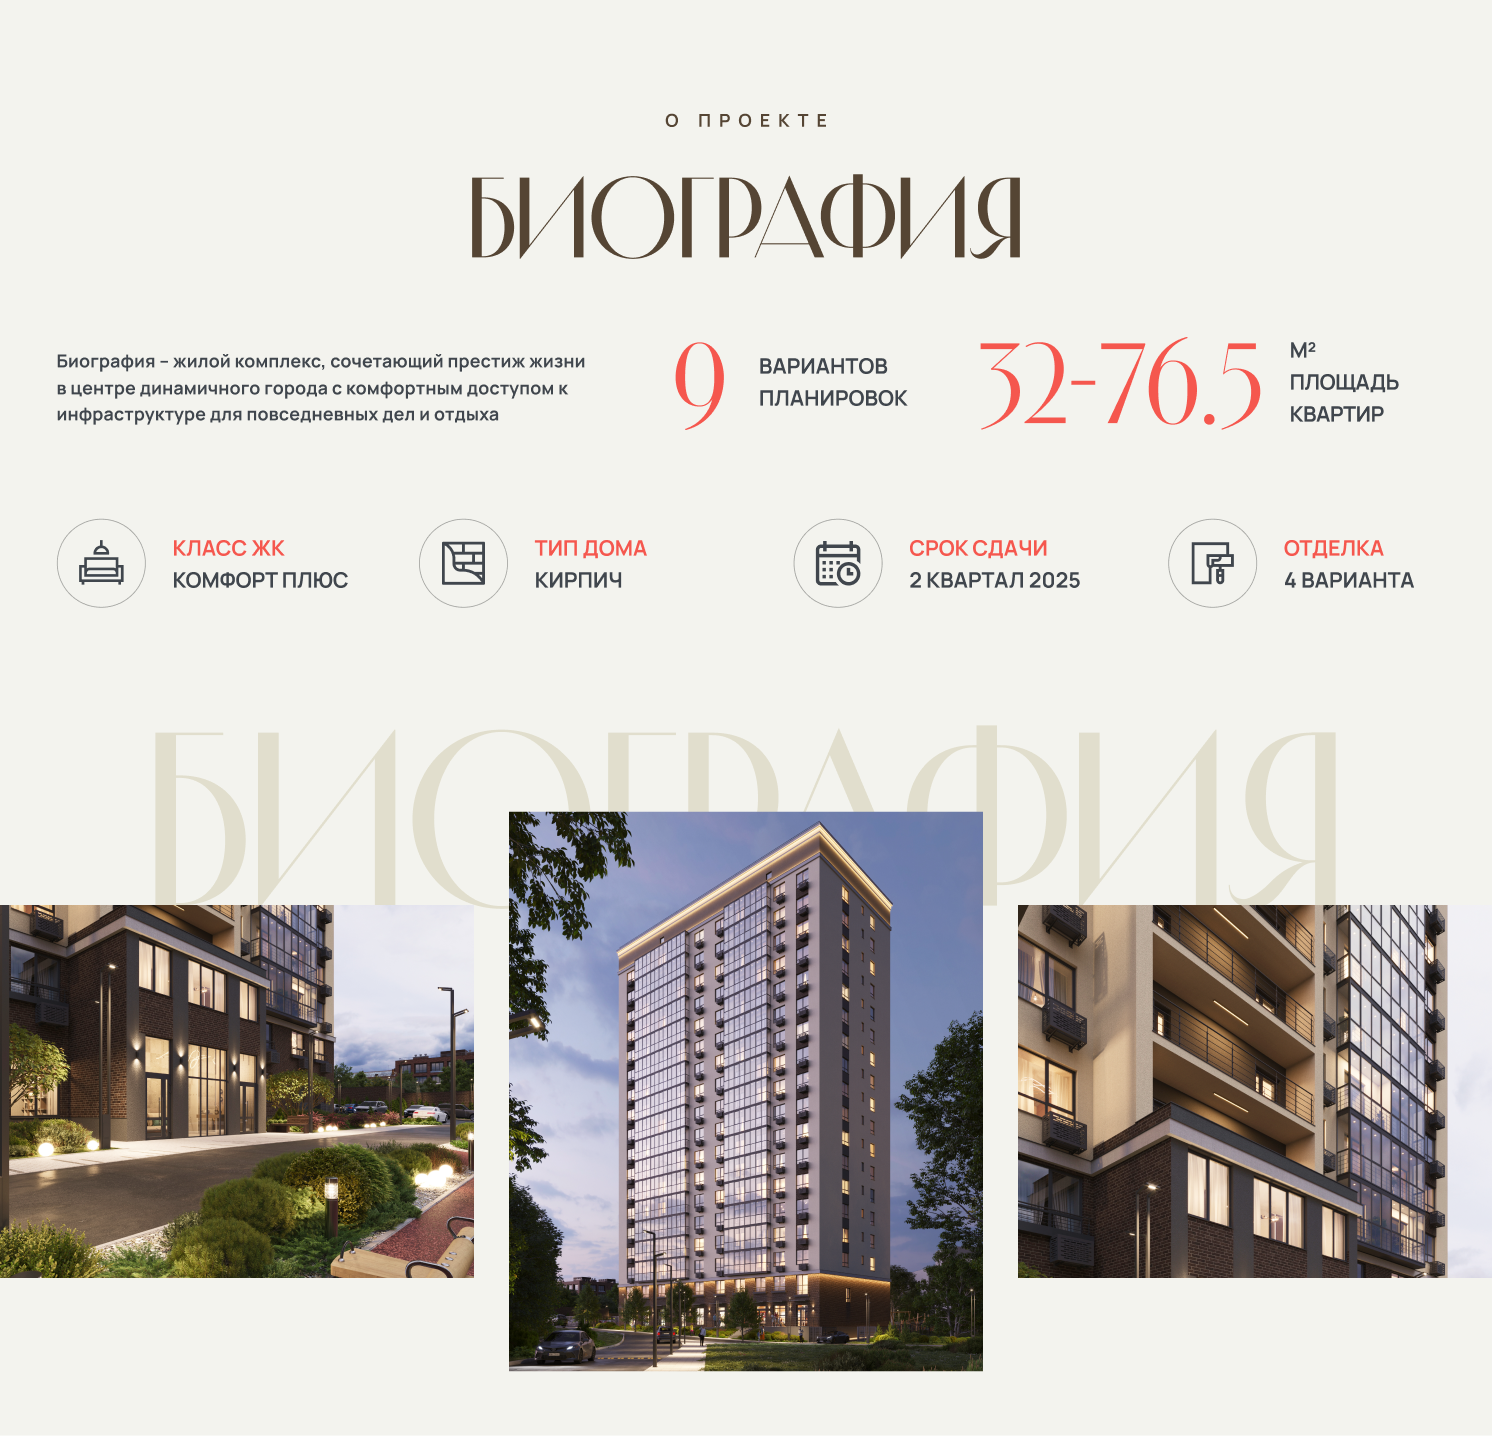 О ПРОЕКТЕ
БИОГРАФИЯ
Биография – жилой комплекс, сочетающий престиж жизни
в центре динамичного города с комфортным доступом к
инфраструктуре для повседневных дел и отдыха
9
ВАРИАНТОВ
ПЛАНИРОВОК
32-76.5
М²
ПЛОЩАДЬ
КВАРТИР
КЛАСС ЖК
КОМФОРТ ПЛЮС
ТИП ДОМА
КИРПИЧ
СРОК СДАЧИ
2 КВАРТАЛ 2025
ОТДЕЛКА
4 ВАРИАНТА
БИОГРАФИЯ